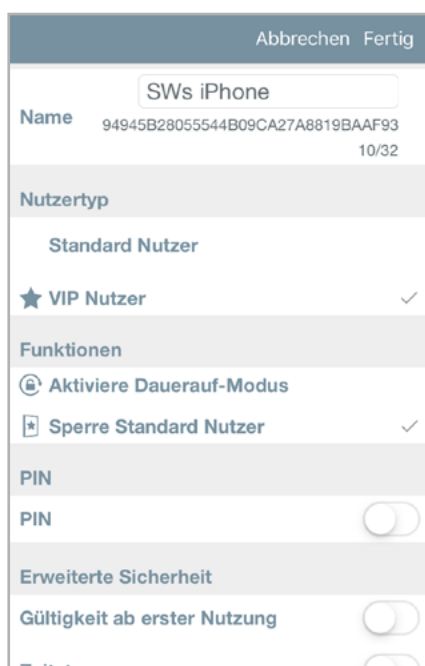 Abbrechen Fertig
SWs iPhone
Name 94945B28055544B09CA27A8819BAAF93
10/32
Nutzertyp
Standard Nutzer
VIP Nutzer
Funktionen
Aktiviere Dauerauf-Modus
Sperre Standard Nutzer
PIN
PIN
Erweiterte Sicherheit
Gültigkeit ab erster Nutzung